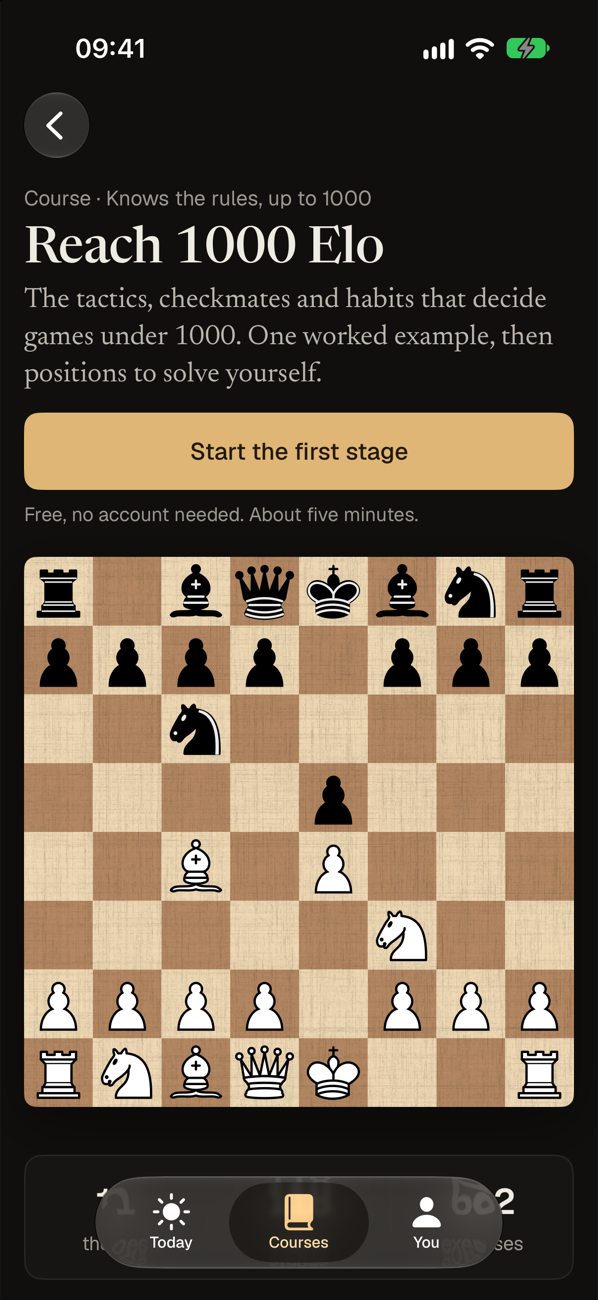 09:41
Course · Knows the rules, up to 1000
Reach 1000 Elo
The tactics, checkmates and habits that decide
games under 1000. One worked example, then
positions to solve yourself.
Start the first stage
Free, no account needed. About five minutes.
Today
Courses
You